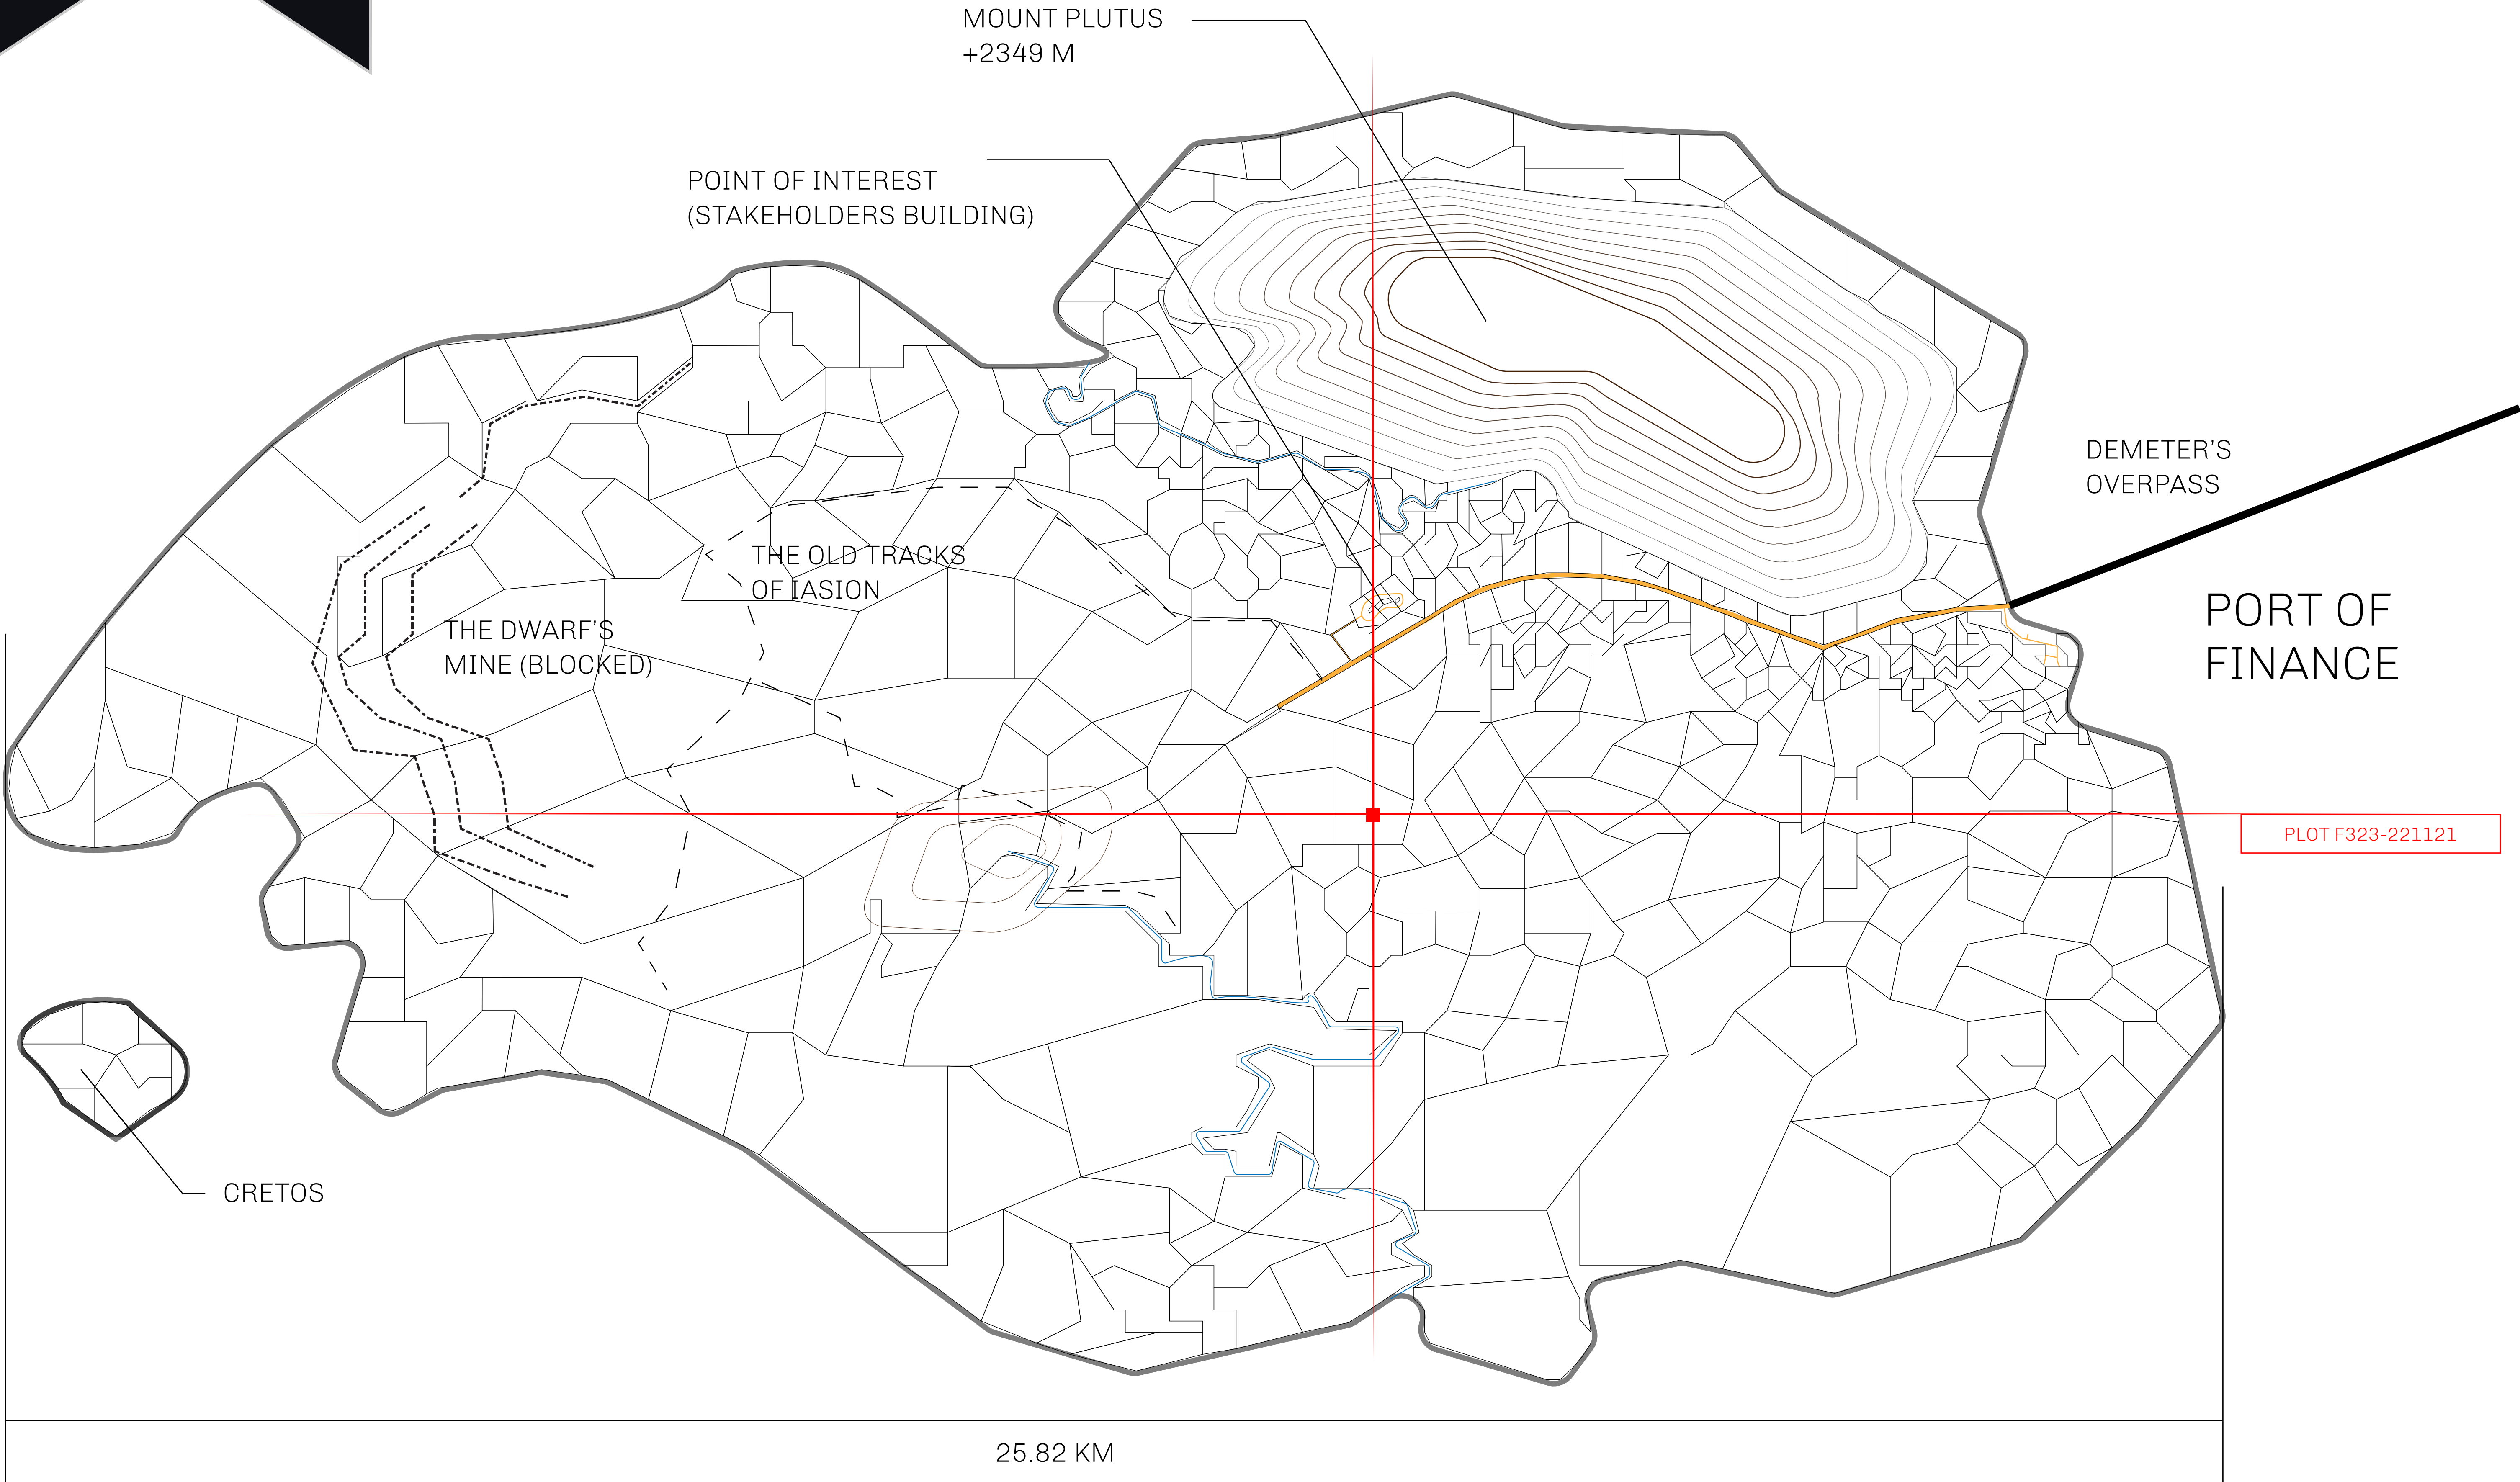 MOUNT PLUTUS
+2349 M
POINT OF INTEREST
(STAKEHOLDERS BUILDING)
DEMETER'S
OVERPASS
THE OLD TRACKS
OF IASION
PORT OF
FINANCE
THE DWARF'S
MINE (BLOCKED)
PLOT F323-221121
CRETOS
25.82 KM